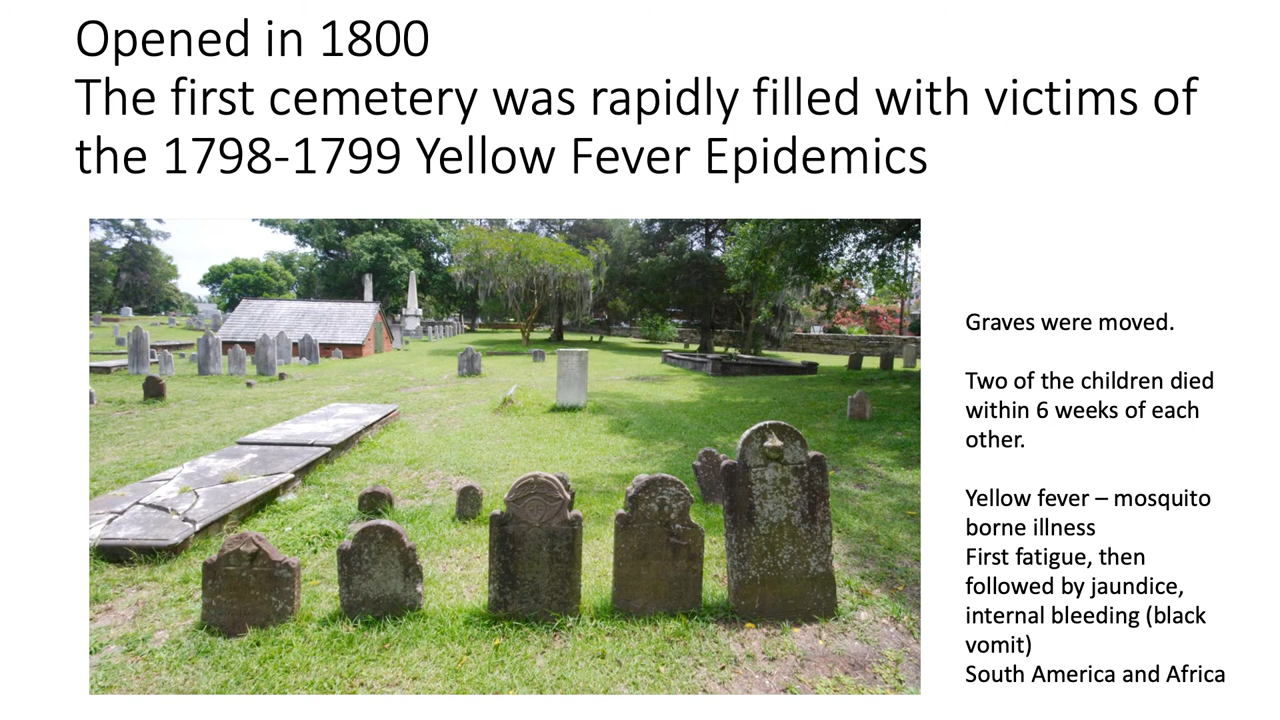 Opened in 1800
The first cemetery was rapidly filled with victims of
the 1798-1799 Yellow Fever Epidemics
Graves were moved.
Two of the children died
within 6 weeks of each
other.
Yellow fever – mosquito
borne illness
First fatigue, then
followed by jaundice,
internal bleeding (black
vomit)
South America and Africa